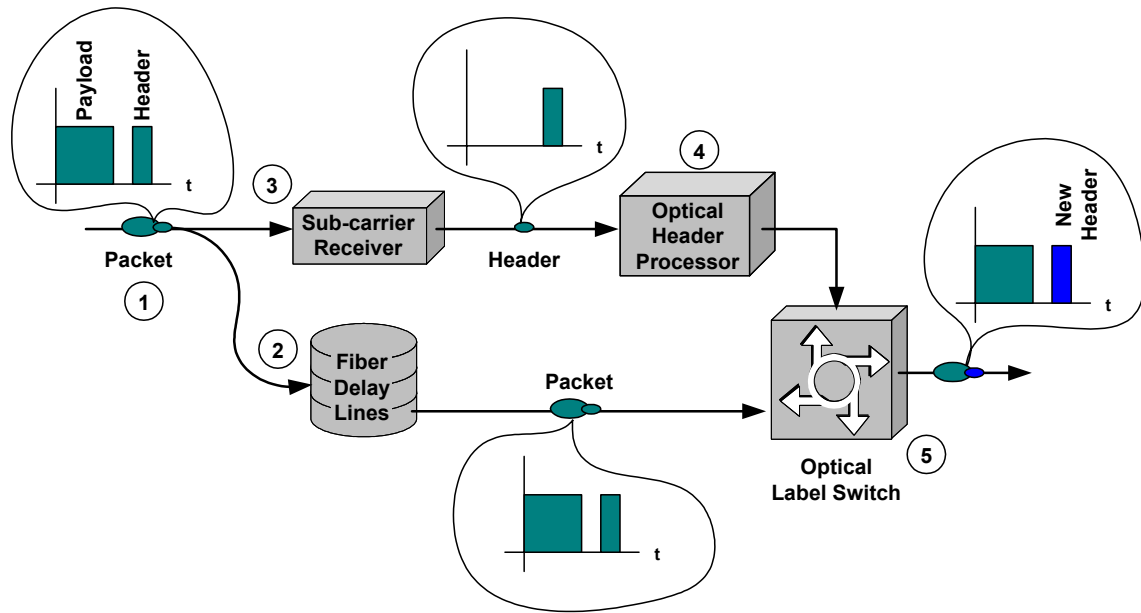 Payload
Header
t
Packet
1
3
Sub-carrier
Receiver
t
Header
4
Optical
Header
Processor
2
Fiber
Delay
Lines
Packet
t
Optical
Label Switch
5
New
Header
t